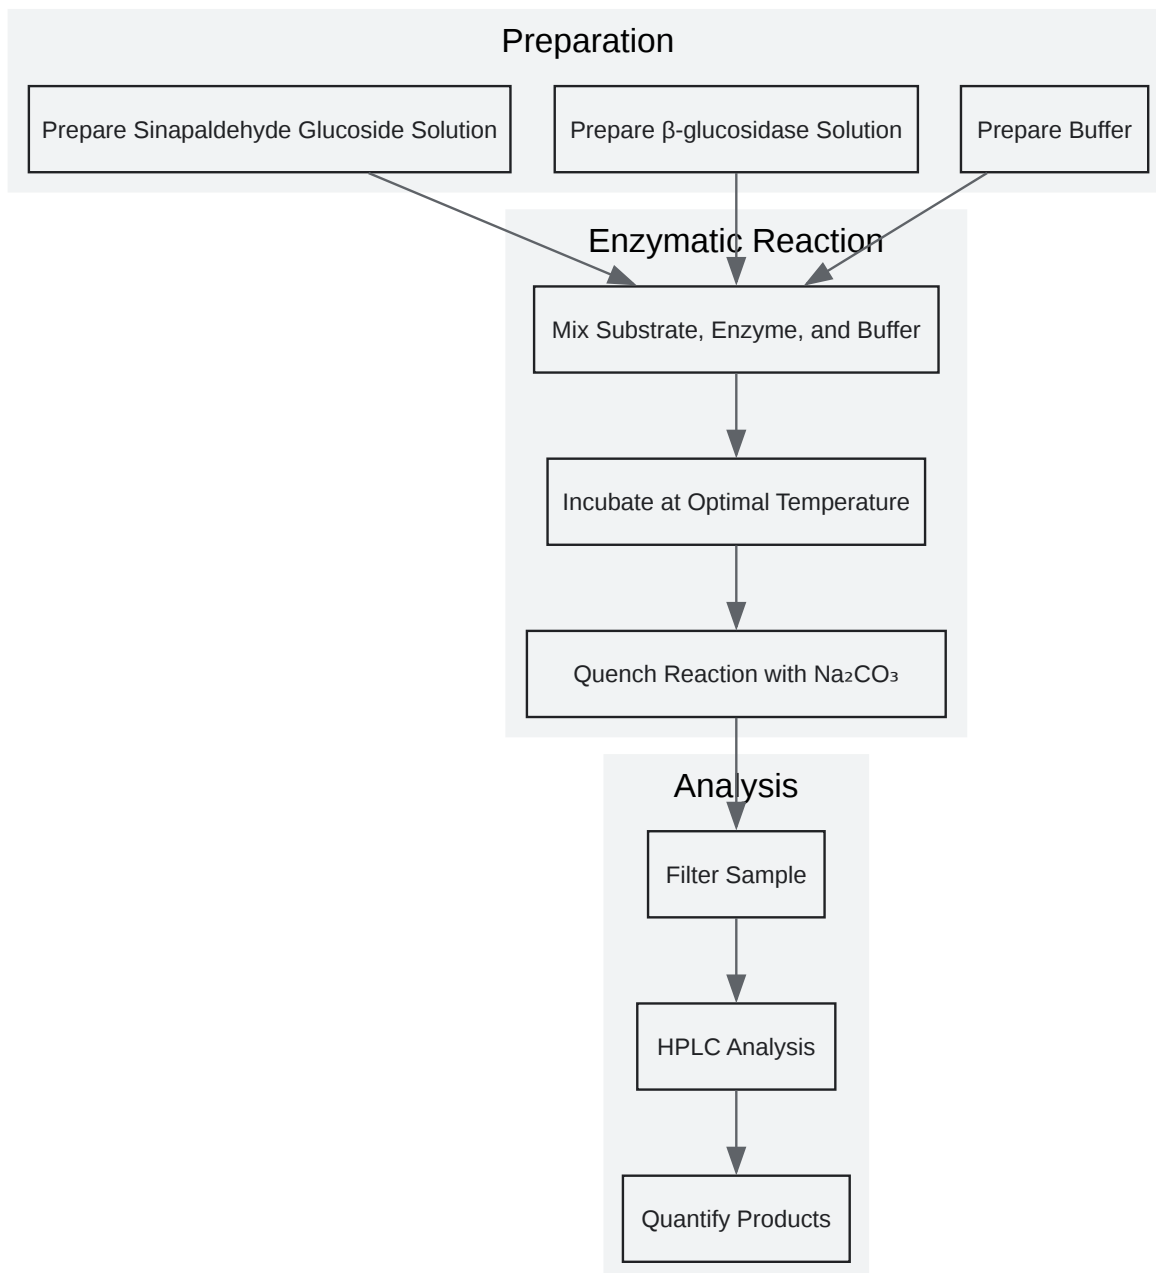 Preparation
Prepare Sinapaldehyde Glucoside Solution
Prepare β-glucosidase Solution
Prepare Buffer
Enzymatic Reaction
Mix Substrate, Enzyme, and Buffer
Incubate at Optimal Temperature
Quench Reaction with Na₂CO₃
Analysis
Filter Sample
HPLC Analysis
Quantify Products